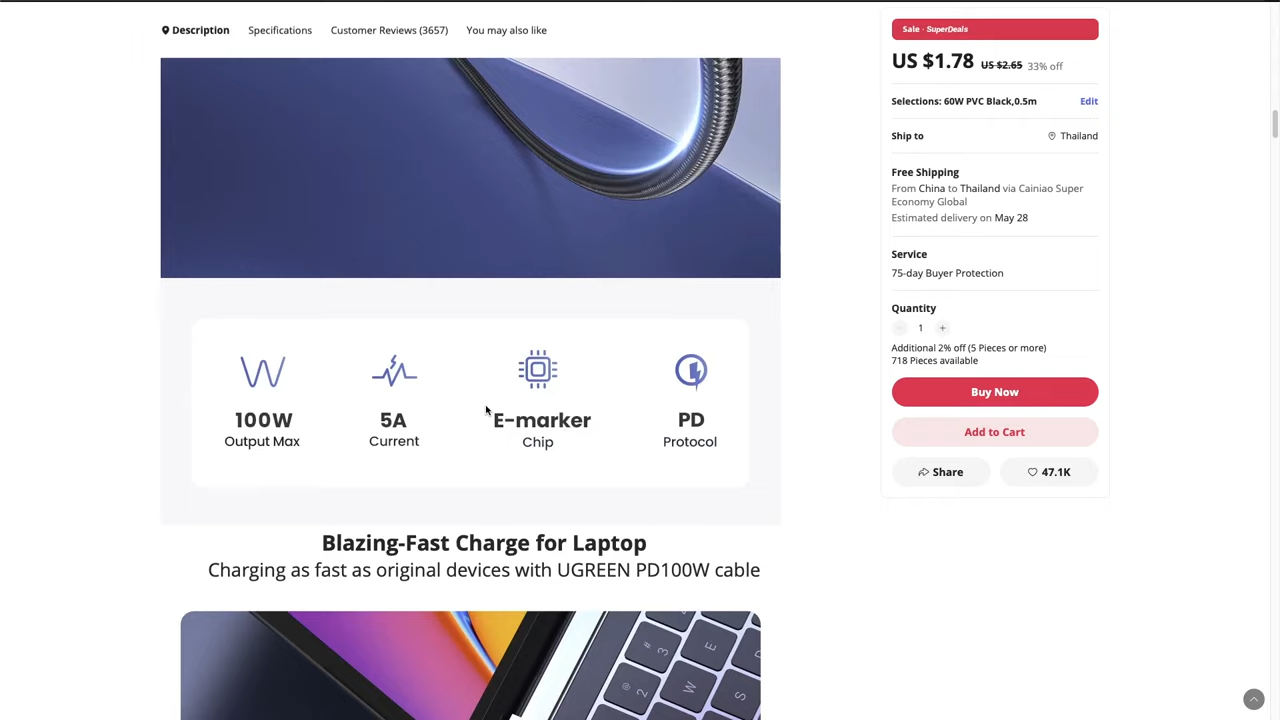 Description Specifications Customer Reviews (3657) You may also like
100W
Output Max
5A
Current
E-marker
Chip
PD
Protocol
Blazing-Fast Charge for Laptop
Charging as fast as original devices with UGREEN PD100W cable
# 3
E
@ 2
W
S
Sale · SuperDeals
US $1.78 US $2.65 33% off
Selections: 60W PVC Black,0.5m Edit
Ship to Thailand
Free Shipping
From China to Thailand via Cainiao Super
Economy Global
Estimated delivery on May 28
Service
75-day Buyer Protection
Quantity
− 1 +
Additional 2% off (5 Pieces or more)
718 Pieces available
Buy Now
Add to Cart
Share 47.1K